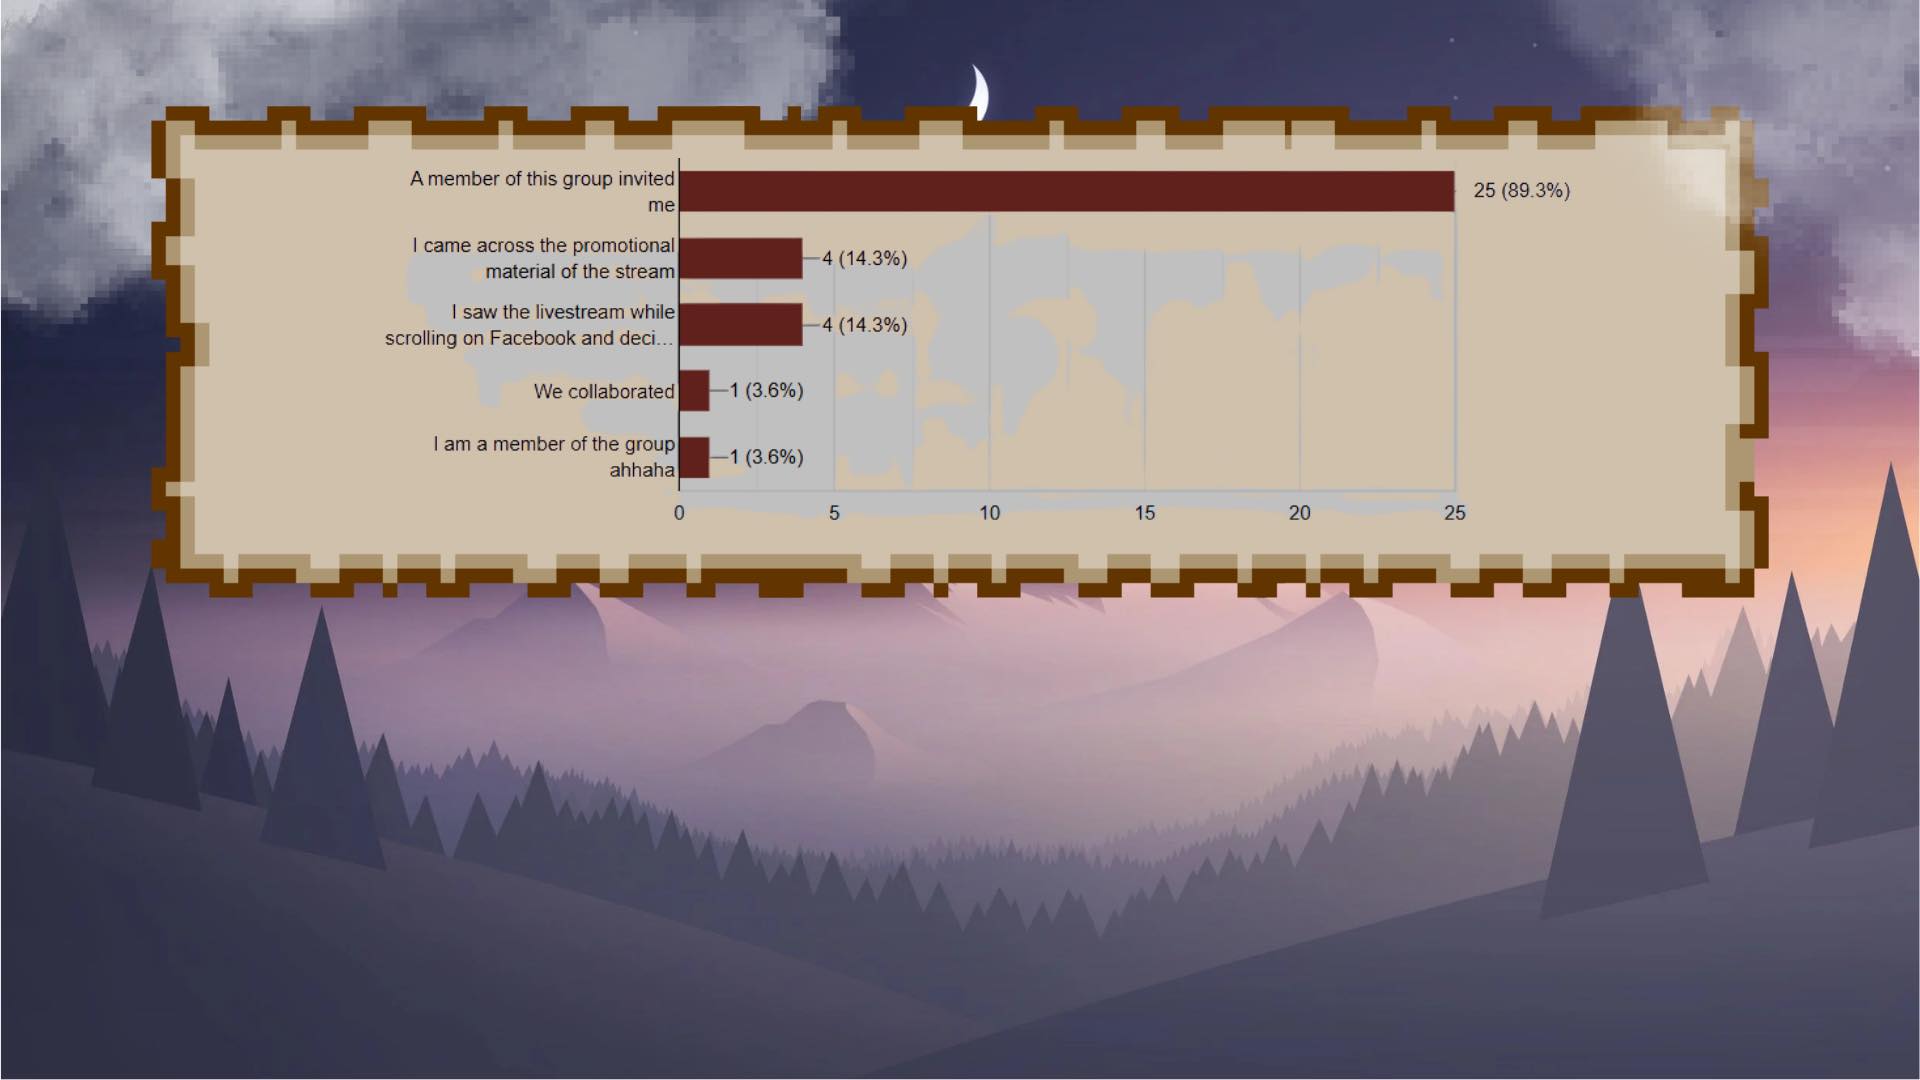 A member of this group invited
me
25 (89.3%)
I came across the promotional
material of the stream
4 (14.3%)
I saw the livestream while
scrolling on Facebook and deci...
4 (14.3%)
We collaborated
1 (3.6%)
I am a member of the group
ahhaha
1 (3.6%)
0 5 10 15 20 25